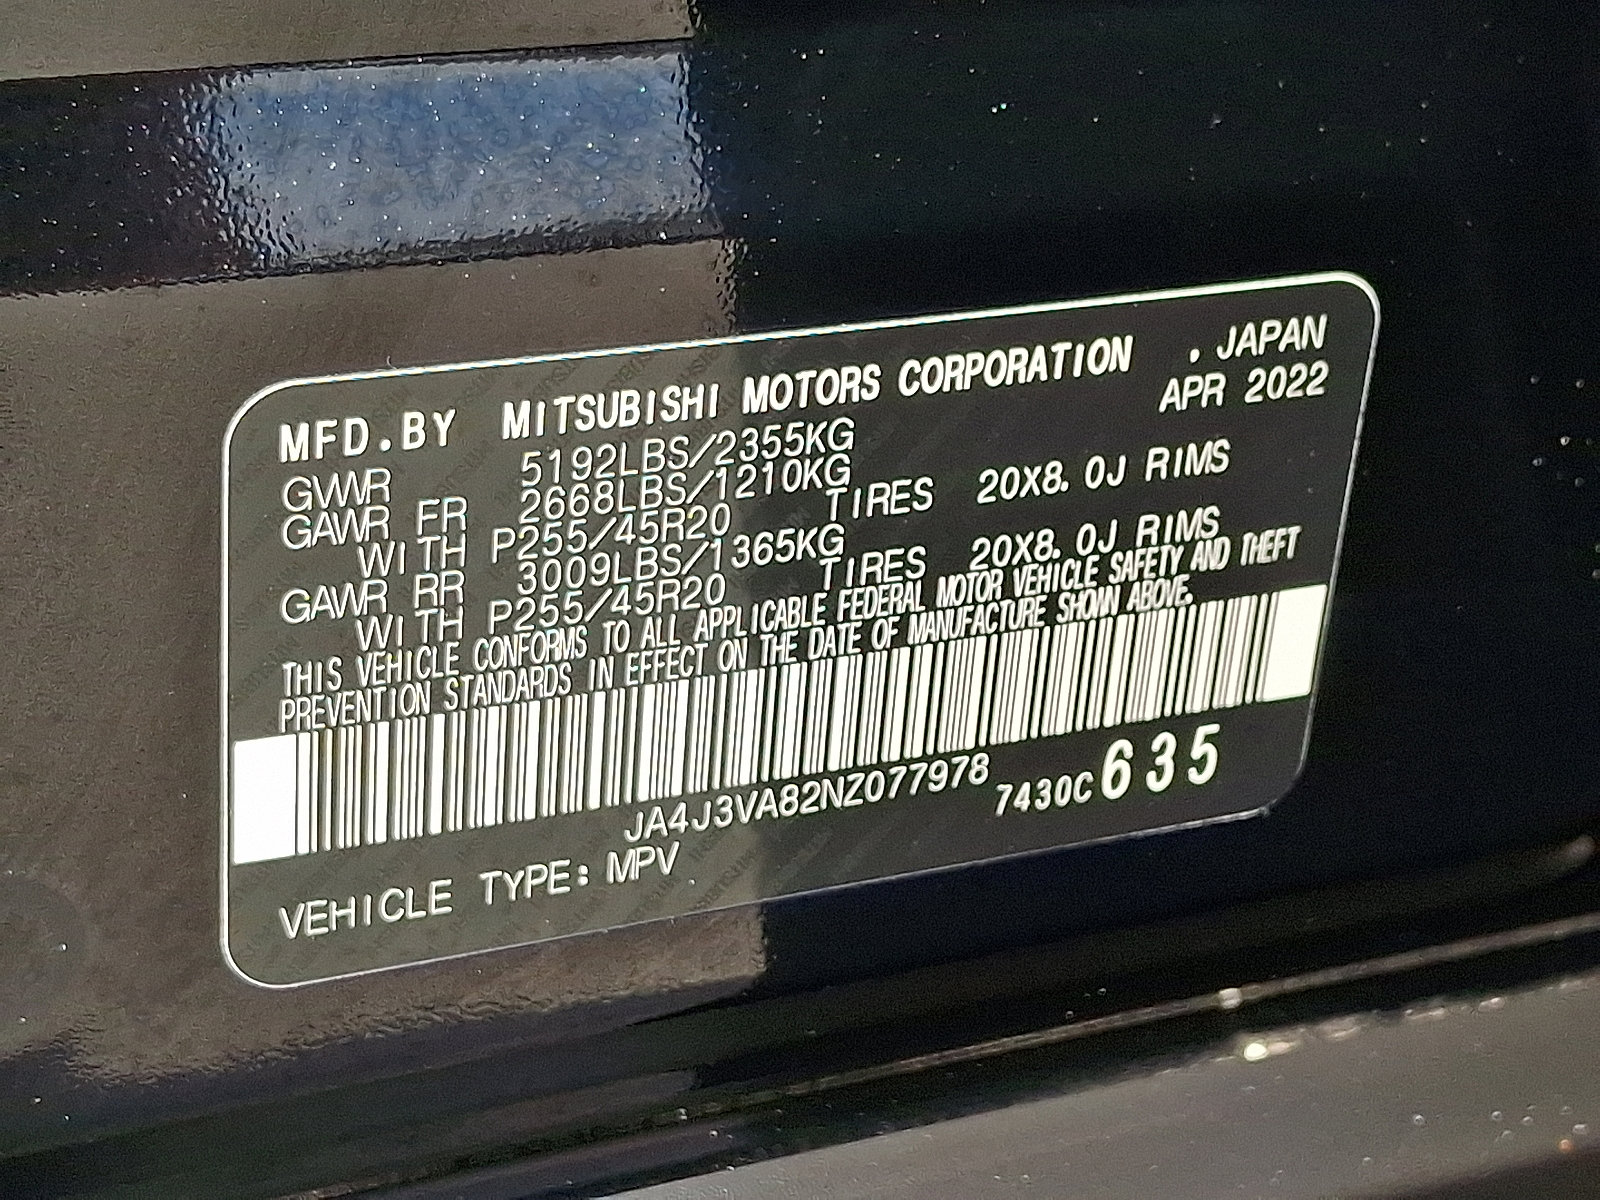 MFD.BY MITSUBISHI MOTORS CORPORATION . JAPAN
APR 2022
GVWR 5192LBS/2355KG
GAWR FR 2668LBS/1210KG
WITH P255/45R20 TIRES 20X8.0J RIMS
GAWR RR 3009LBS/1365KG
WITH P255/45R20 TIRES 20X8.0J RIMS
THIS VEHICLE CONFORMS TO ALL APPLICABLE FEDERAL MOTOR VEHICLE SAFETY AND THEFT
PREVENTION STANDARDS IN EFFECT ON THE DATE OF MANUFACTURE SHOWN ABOVE.
JA4J3VA82NZ077978 7430C 635
VEHICLE TYPE: MPV